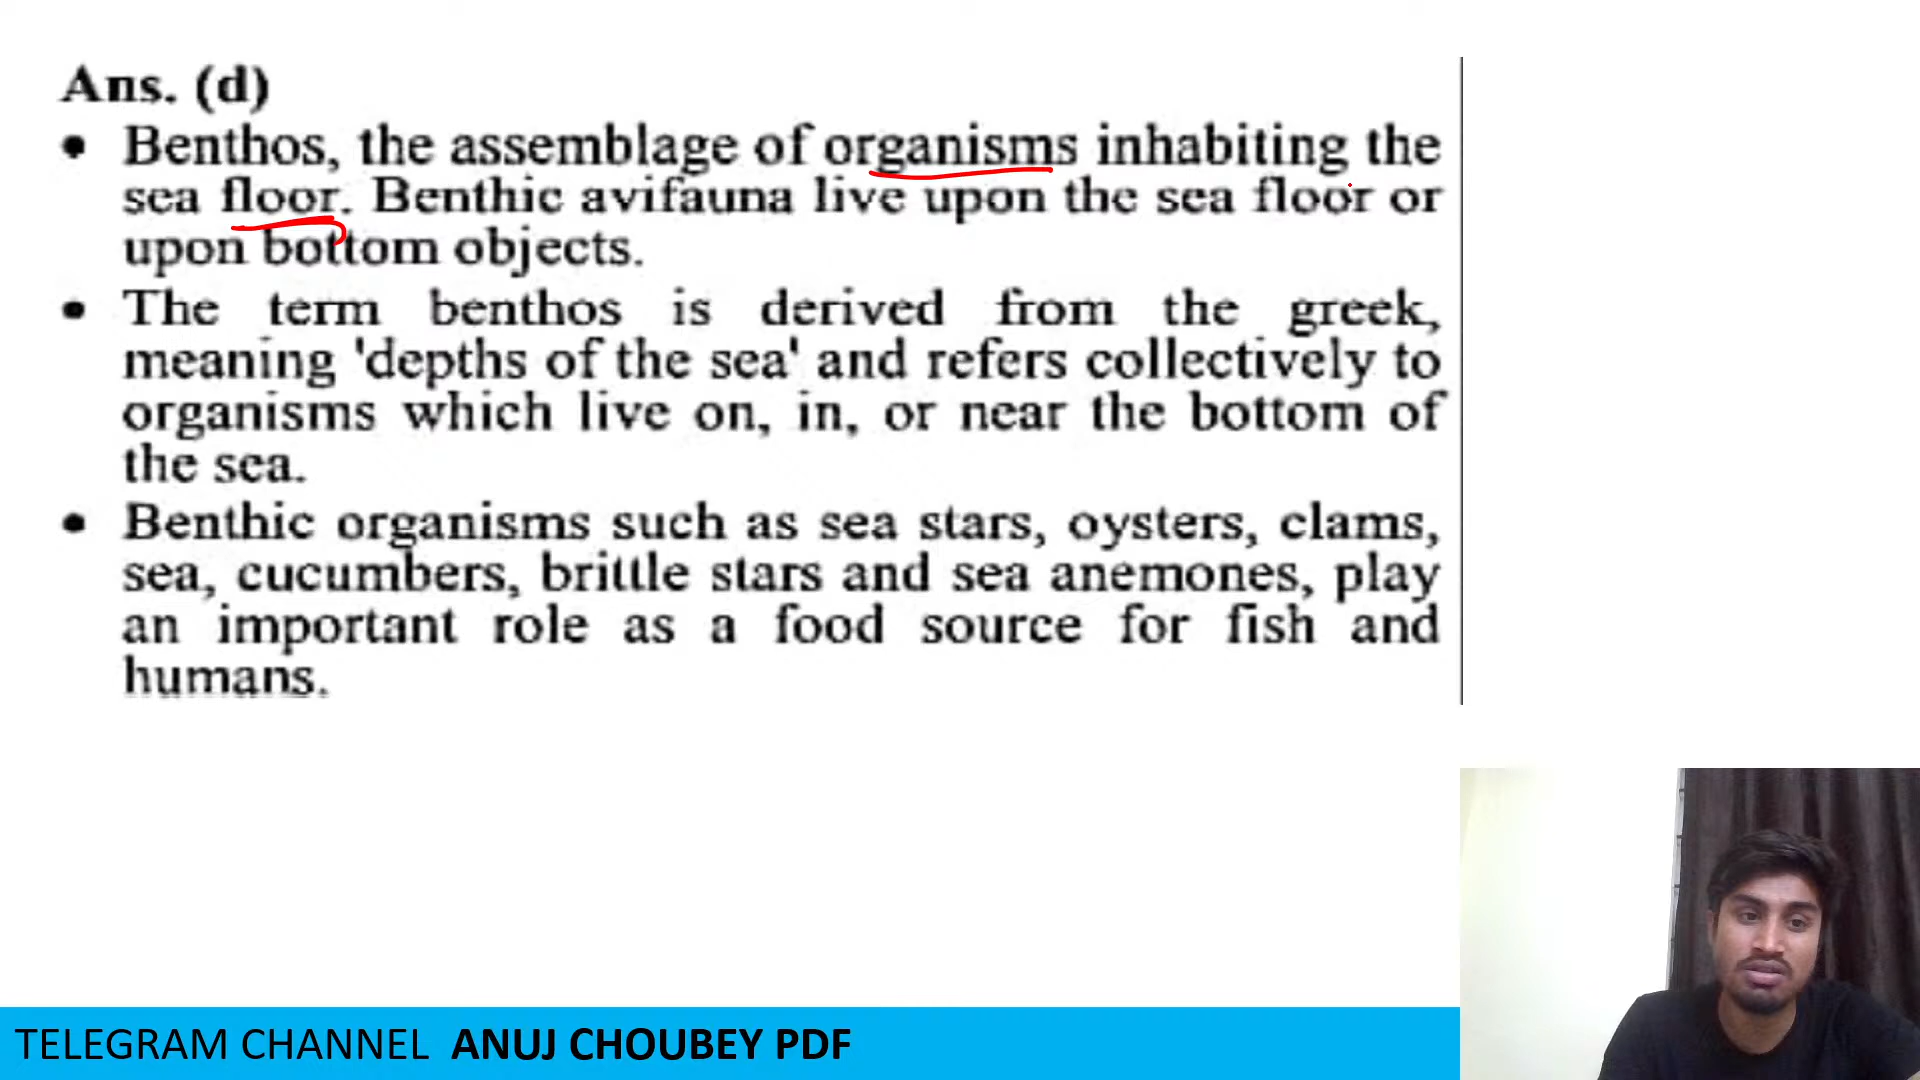 Ans. (d)
• Benthos, the assemblage of organisms inhabiting the
sea floor. Benthic avifauna live upon the sea floor or
upon bottom objects.
• The term benthos is derived from the greek,
meaning 'depths of the sea' and refers collectively to
organisms which live on, in, or near the bottom of
the sea.
• Benthic organisms such as sea stars, oysters, clams,
sea, cucumbers, brittle stars and sea anemones, play
an important role as a food source for fish and
humans.
TELEGRAM CHANNEL ANUJ CHOUBEY PDF